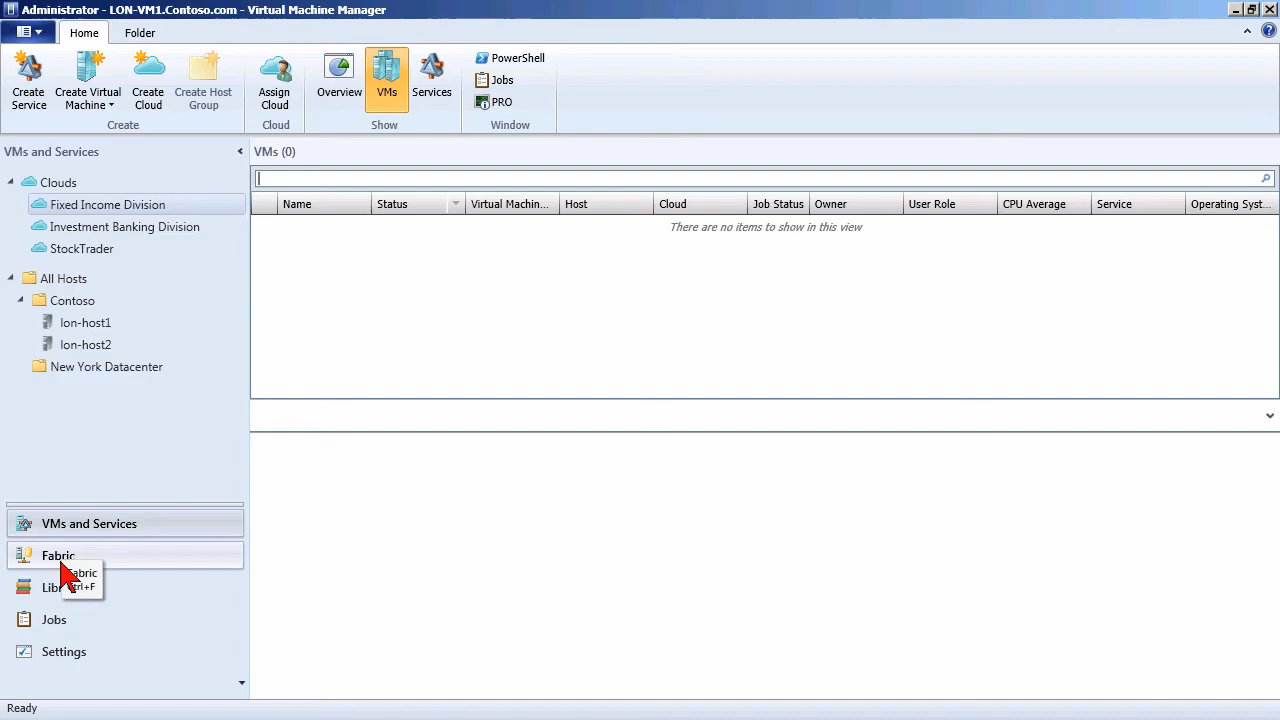 Administrator - LON-VM1.Contoso.com - Virtual Machine Manager
Home Folder
Create Service
Create Virtual Machine
Create Cloud
Create Host Group
Assign Cloud
Overview
VMs
Services
PowerShell
Jobs
PRO
Create Cloud Show Window
VMs and Services
VMs (0)
Clouds
Fixed Income Division
Investment Banking Division
StockTrader
All Hosts
Contoso
lon-host1
lon-host2
New York Datacenter
Name Status Virtual Machin... Host Cloud Job Status Owner User Role CPU Average Service Operating Syst...
There are no items to show in this view
VMs and Services
Fabric
Jobs
Settings
Ready